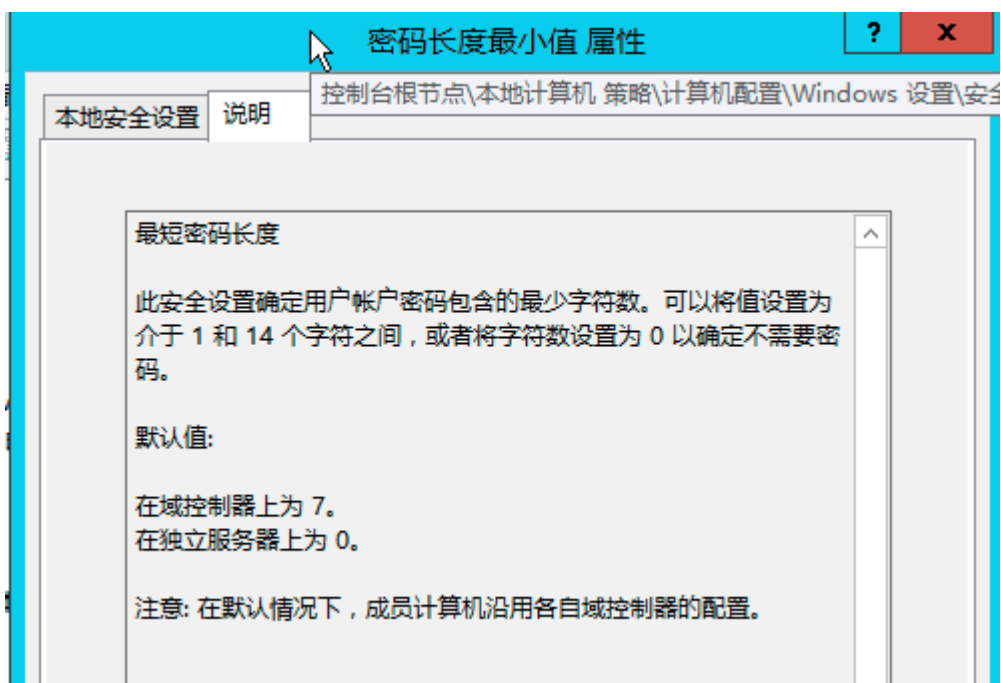 密码长度最小值 属性
?
x
控制台根节点\本地计算机 策略\计算机配置\Windows 设置\安全
本地安全设置
说明
最短密码长度
此安全设置确定用户帐户密码包含的最少字符数。可以将值设置为
介于 1 和 14 个字符之间，或者将字符数设置为 0 以确定不需要密
码。
默认值:
在域控制器上为 7。
在独立服务器上为 0。
注意: 在默认情况下，成员计算机沿用各自域控制器的配置。